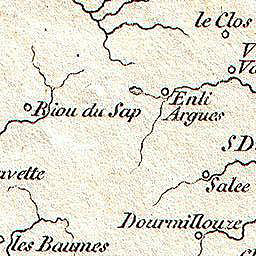 le Clos
V
Va
Enli
Argues
Riou du Sap
S D
avette
Salee
Dourmillouze
les Baumes